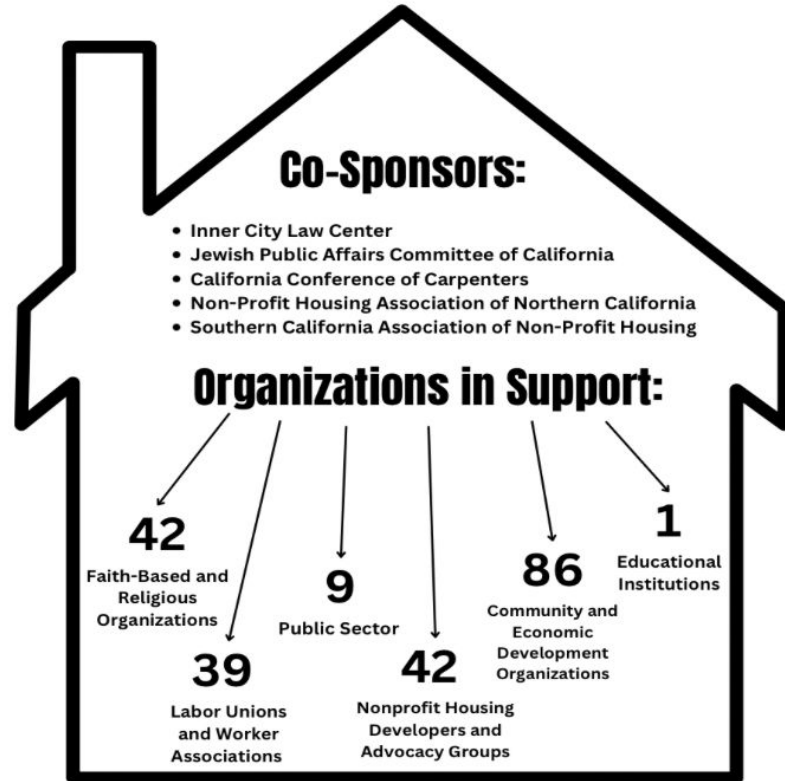 Co-Sponsors:
• Inner City Law Center
• Jewish Public Affairs Committee of California
• California Conference of Carpenters
• Non-Profit Housing Association of Northern California
• Southern California Association of Non-Profit Housing
Organizations in Support:
42
Faith-Based and
Religious
Organizations
39
Labor Unions
and Worker
Associations
9
Public Sector
42
Nonprofit Housing
Developers and
Advocacy Groups
86
Community and
Economic
Development
Organizations
1
Educational
Institutions